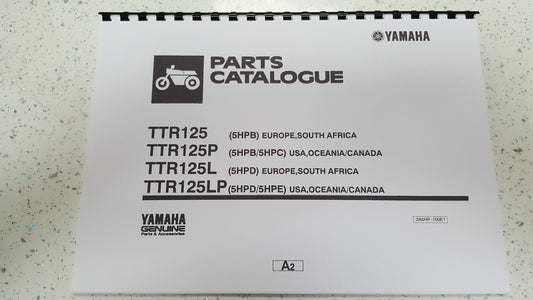 YAMAHA
PARTS
CATALOGUE
TTR125 (5HPB) EUROPE,SOUTH AFRICA
TTR125P (5HPB/5HPC) USA,OCEANIA/CANADA
TTR125L (5HPD) EUROPE,SOUTH AFRICA
TTR125LP (5HPD/5HPE) USA,OCEANIA/CANADA
YAMAHA
GENUINE
Parts & Accessories
A2